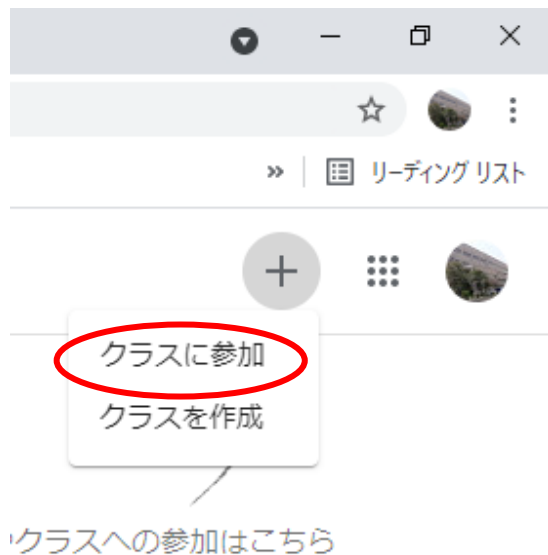 » リーディング リスト
+
クラスに参加
クラスを作成
クラスへの参加はこちら